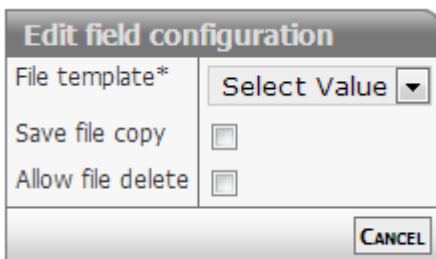 Edit field configuration
File template* Select Value
Save file copy
Allow file delete
CANCEL